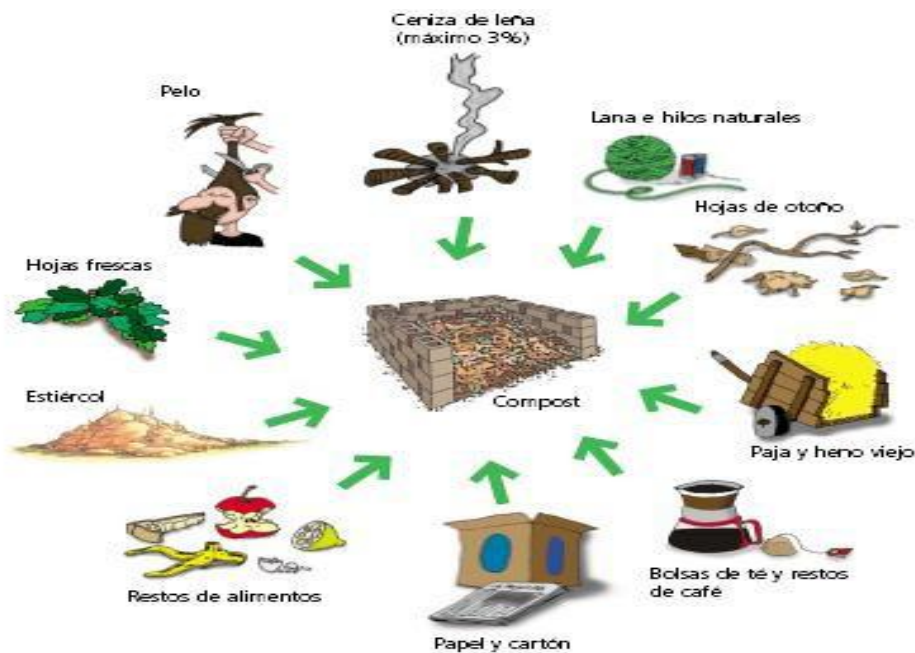 Ceniza de leña
(máximo 3%)
Pelo
Lana e hilos naturales
Hojas de otoño
Hojas frescas
Estiércol
Compost
Paja y heno viejo
Restos de alimentos
Bolsas de té y restos
de café
Papel y cartón